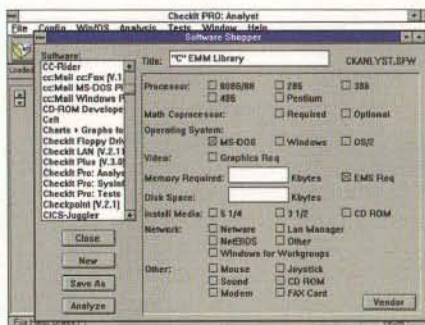 CheckIt PRO: Analyst
File Config Win/OS Analysis Tests Window Help
Software Shopper
Software:
CC-Rider
cc:Mail cc:Fax (V.1
cc:Mail MS-DOS Pl
cc:Mail Windows P
CD-ROM Develope
Celt
Charts + Graphs fo
CheckIt Floppy Driv
CheckIt LAN (V.2.1)
CheckIt Plus (V.3.0)
CheckIt Pro: Analys
CheckIt Pro: SysInf
CheckIt Pro: Tests
Checkpoint (V.2.1)
CICS-Juggler
Close
New
Save As
Analyze
Title: "C" EMM Library CKANLYST.SFW
Processor: 8086/88 286 386
486 Pentium
Math Coprocessor: Required Optional
Operating System:
MS-DOS Windows OS/2
Video: Graphics Req
Memory Required: Kbytes EMS Req
Disk Space: Kbytes
Install Media: 5 1/4 3 1/2 CD ROM
Network: Netware Lan Manager
NetBIOS Other
Windows for Workgroups
Other: Mouse Joystick
Sound CD ROM
Modem FAX Card
Vendor